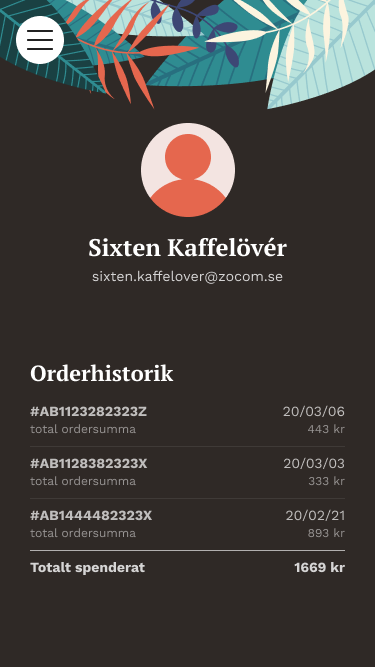 Sixten Kaffelövér
sixten.kaffelover@zocom.se
Orderhistorik
#AB1123282323Z 20/03/06
total ordersumma 443 kr
#AB1128382323X 20/03/03
total ordersumma 333 kr
#AB1444482323X 20/02/21
total ordersumma 893 kr
Totalt spenderat 1669 kr